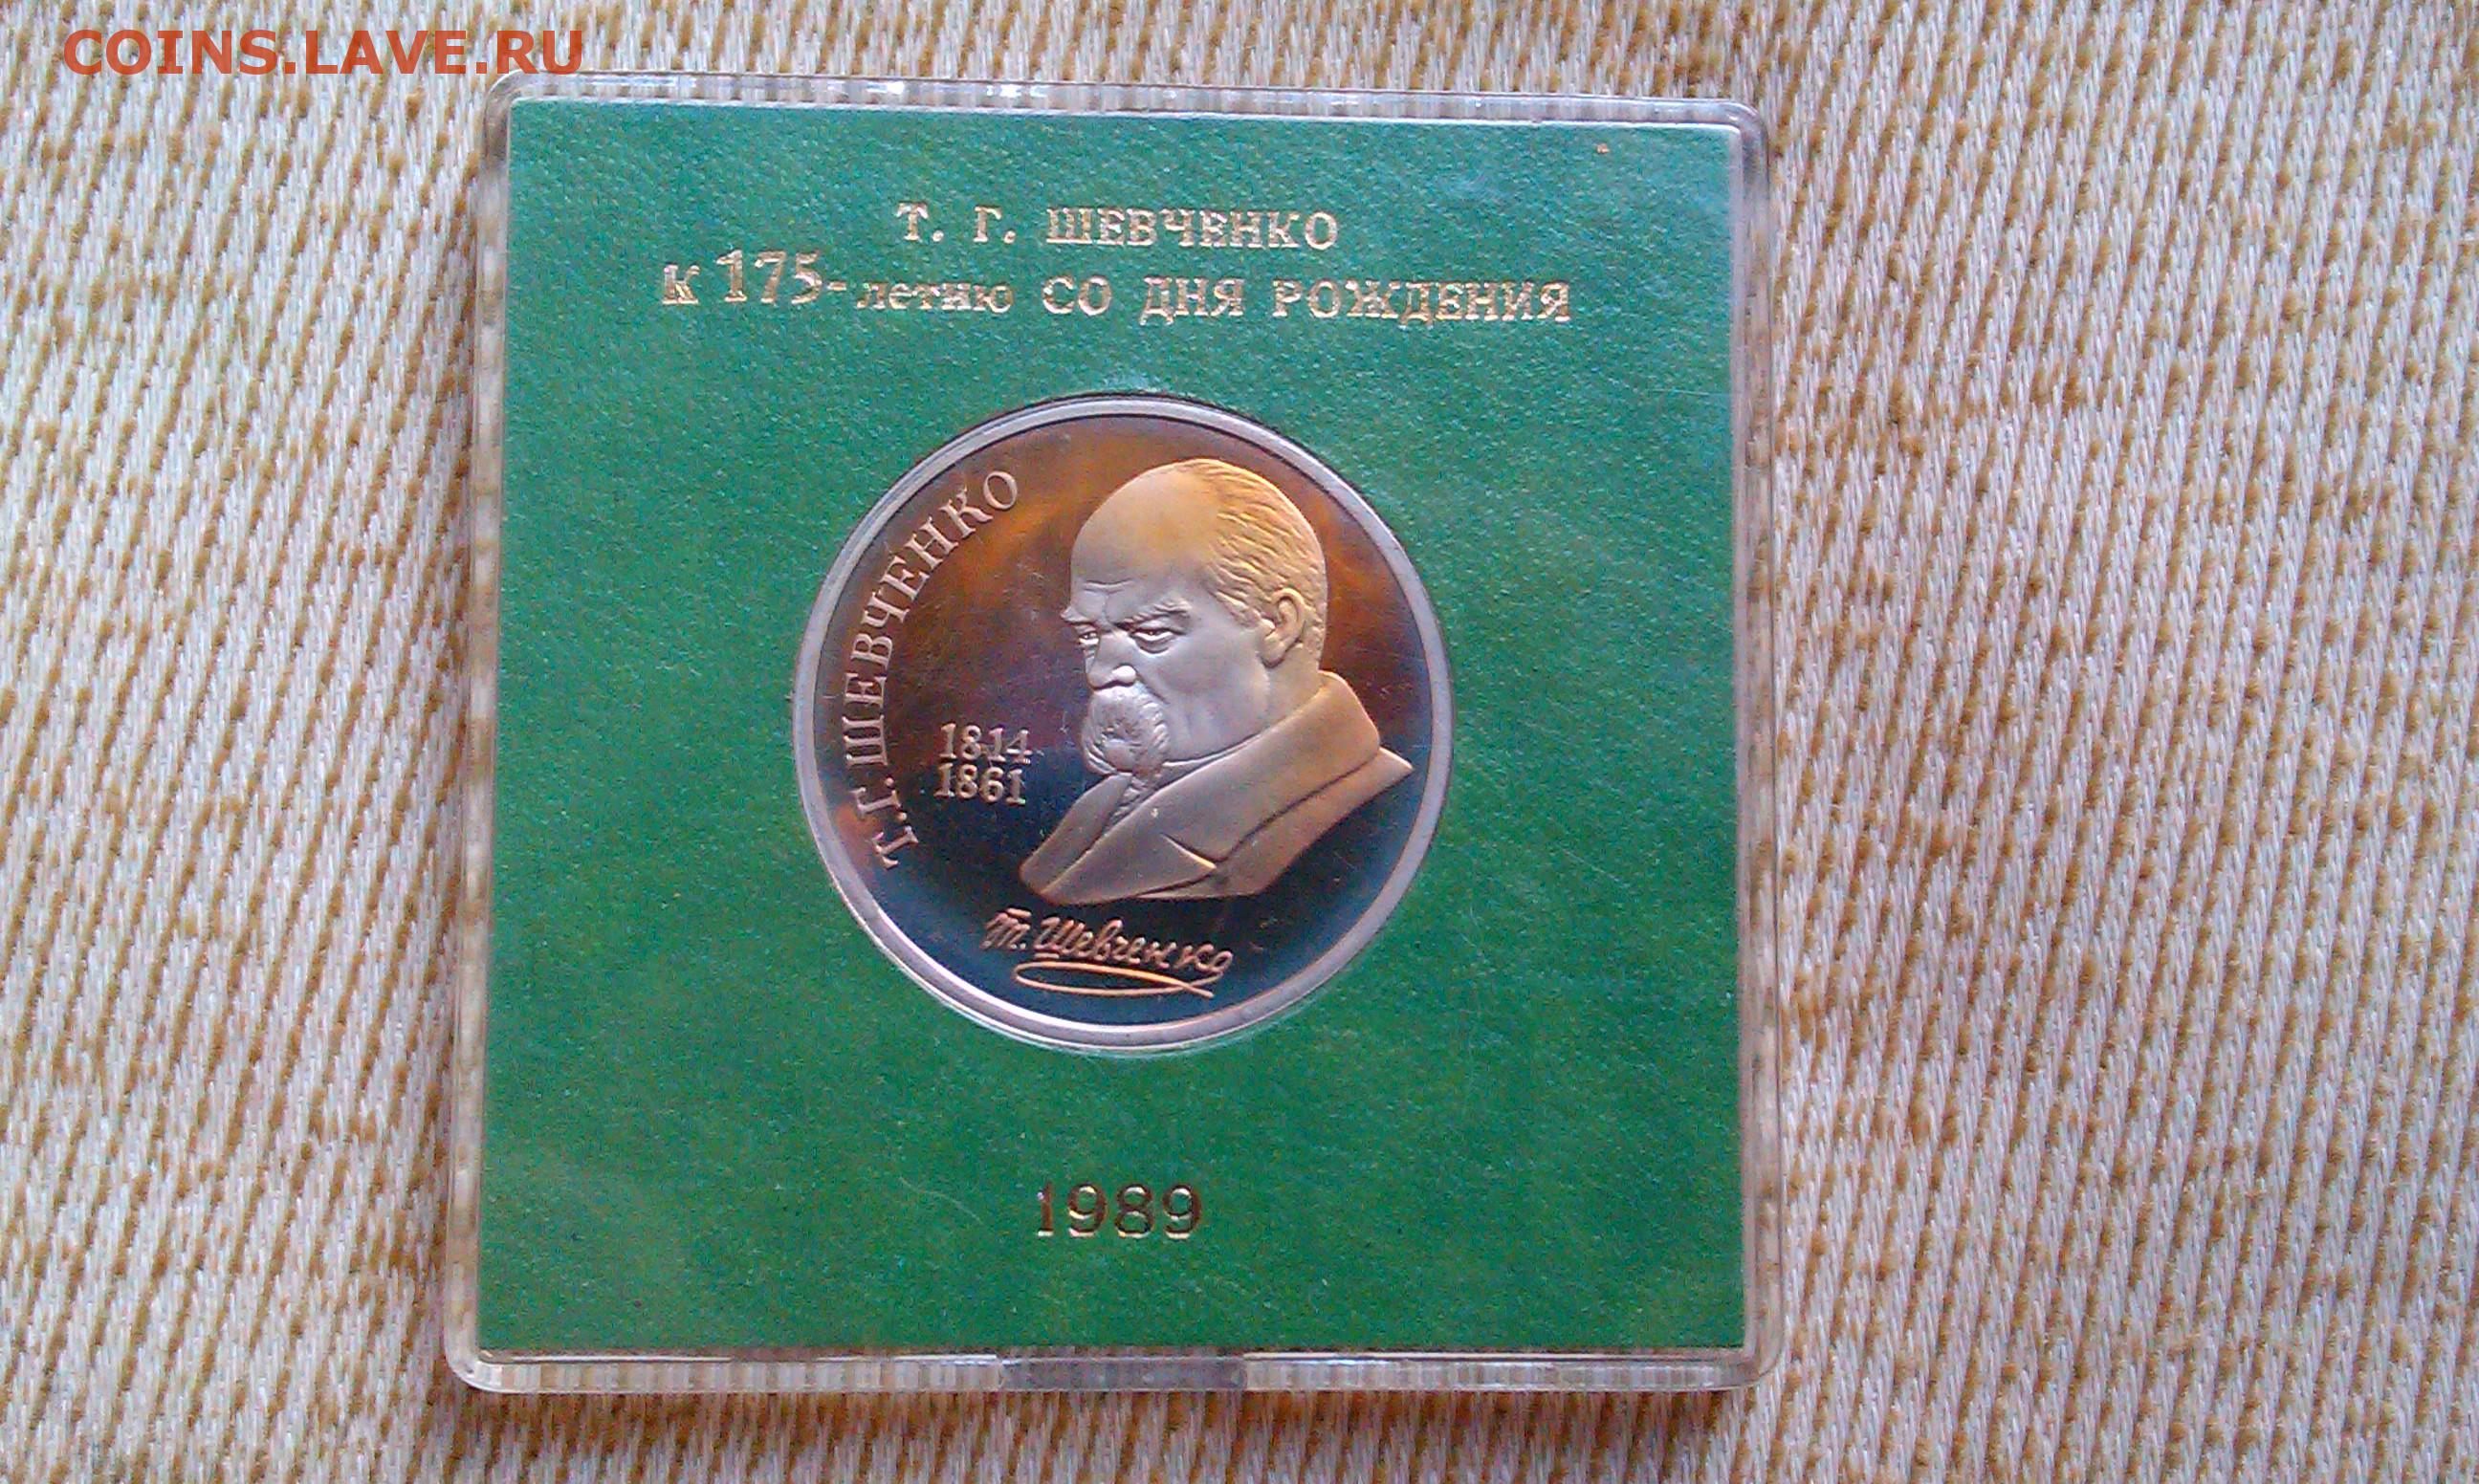 COINS.LAVE.RU
Т. Г. ШЕВЧЕНКО
К 175-летию СО ДНЯ РОЖДЕНИЯ
Т.Г.ШЕВЧЕНКО
1814
1861
Т. Шевченко
1989